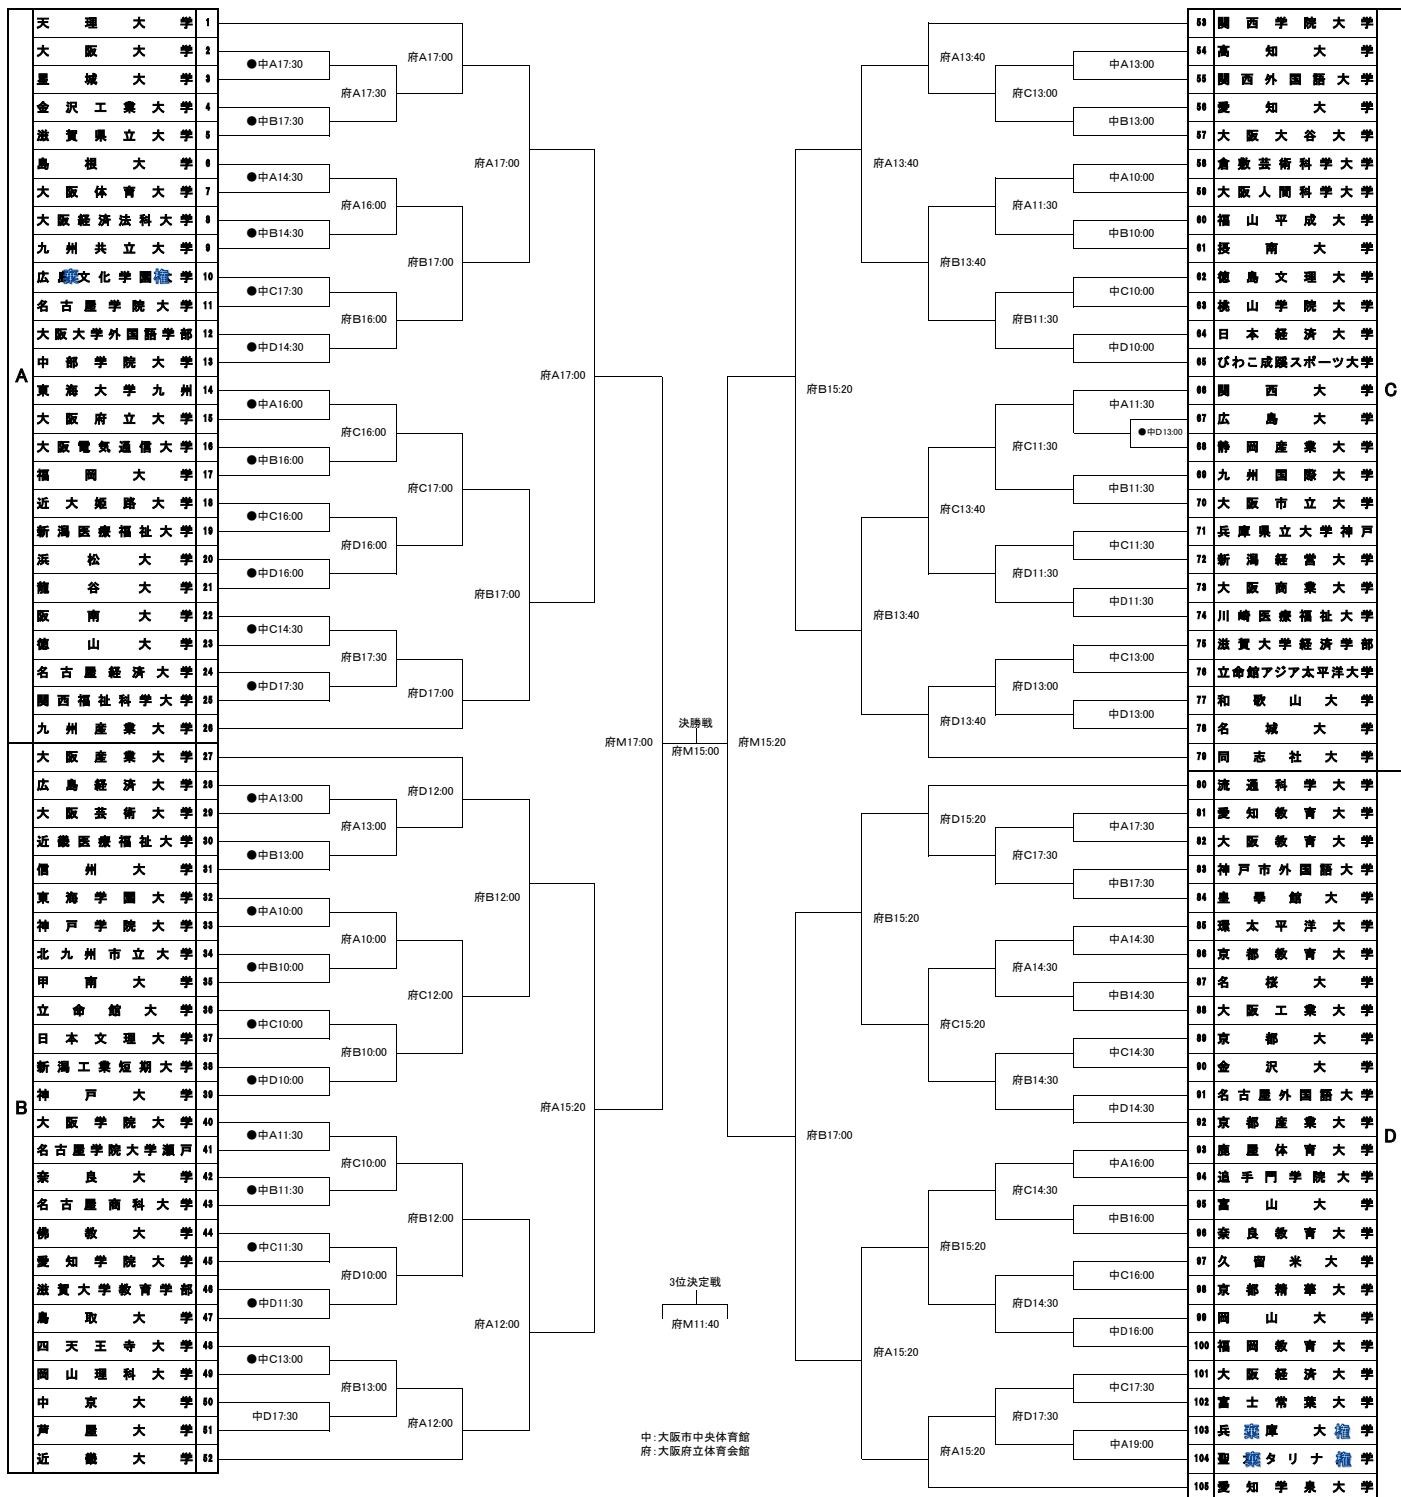 A
天理大学 1
大阪大学 2
星城大学 3
金沢工業大学 4
滋賀県立大学 5
島根大学 6
大阪体育大学 7
大阪経済法科大学 8
九州共立大学 9
広島文化学園大学 10
棄権
名古屋学院大学 11
大阪大学外国語学部 12
中部学院大学 13
東海大学九州 14
大阪府立大学 15
大阪電気通信大学 16
福岡大学 17
近大姫路大学 18
新潟医療福祉大学 19
浜松大学 20
龍谷大学 21
阪南大学 22
徳山大学 23
名古屋経済大学 24
関西福祉科学大学 25
九州産業大学 26
B
大阪産業大学 27
広島経済大学 28
大阪芸術大学 29
近畿医療福祉大学 30
信州大学 31
東海学園大学 32
神戸学院大学 33
北九州市立大学 34
甲南大学 35
立命館大学 36
日本文理大学 37
新潟工業短期大学 38
神戸大学 39
大阪学院大学 40
名古屋学院大学瀬戸 41
奈良大学 42
名古屋商科大学 43
佛教大学 44
愛知学院大学 45
滋賀大学教育学部 46
鳥取大学 47
四天王寺大学 48
岡山理科大学 49
中京大学 50
芦屋大学 51
近畿大学 52
●中A17:30
●中B17:30
●中A14:30
●中B14:30
●中C17:30
●中D14:30
●中A16:00
●中B16:00
●中C16:00
●中D16:00
●中C14:30
●中D17:30
●中A13:00
●中B13:00
●中A10:00
●中B10:00
●中C10:00
●中D10:00
●中A11:30
●中B11:30
●中C11:30
●中D11:30
●中C13:00
中D17:30
府A17:30
府A16:00
府B16:00
府C16:00
府D16:00
府B17:30
府A13:00
府A10:00
府B10:00
府C10:00
府D10:00
府B13:00
府A17:00
府B17:00
府C17:00
府D17:00
府D12:00
府C12:00
府B12:00
府A12:00
府A17:00
府B17:00
府B12:00
府A12:00
府A17:00
府A15:20
府M17:00
決勝戦
府M15:00
府M15:20
3位決定戦
府M11:40
中:大阪市中央体育館
府:大阪府立体育会館
府B15:20
府B17:00
府A13:40
府B13:40
府B15:20
府A15:20
府A13:40
府B13:40
府C13:40
府D13:40
府D15:20
府C15:20
府B15:20
府A15:20
府C13:00
府A11:30
府B11:30
府C11:30
府D11:30
府D13:00
府C17:30
府A14:30
府B14:30
府C14:30
府D14:30
府D17:30
中A13:00
中B13:00
中A10:00
中B10:00
中C10:00
中D10:00
中A11:30
●中D13:00
中B11:30
中C11:30
中D11:30
中C13:00
中D13:00
中A17:30
中B17:30
中A14:30
中B14:30
中C14:30
中D14:30
中A16:00
中B16:00
中C16:00
中D16:00
中C17:30
中A19:00
C
53 関西学院大学
54 高知大学
55 関西外国語大学
56 愛知大学
57 大阪大谷大学
58 倉敷芸術科学大学
59 大阪人間科学大学
60 福山平成大学
61 摂南大学
62 徳島文理大学
63 桃山学院大学
64 日本経済大学
65 びわこ成蹊スポーツ大学
66 関西大学
67 広島大学
68 静岡産業大学
69 九州国際大学
70 大阪市立大学
71 兵庫県立大学神戸
72 新潟経営大学
73 大阪商業大学
74 川崎医療福祉大学
75 滋賀大学経済学部
76 立命館アジア太平洋大学
77 和歌山大学
78 名城大学
79 同志社大学
D
80 流通科学大学
81 愛知教育大学
82 大阪教育大学
83 神戸市外国語大学
84 皇學館大学
85 環太平洋大学
86 京都教育大学
87 名桜大学
88 大阪工業大学
89 京都大学
90 金沢大学
91 名古屋外国語大学
92 京都産業大学
93 鹿屋体育大学
94 追手門学院大学
95 富山大学
96 奈良教育大学
97 久留米大学
98 京都精華大学
99 岡山大学
100 福岡教育大学
101 大阪経済大学
102 富士常葉大学
103 兵庫大学
棄権
104 聖タリナ学
棄権
105 愛知学泉大学